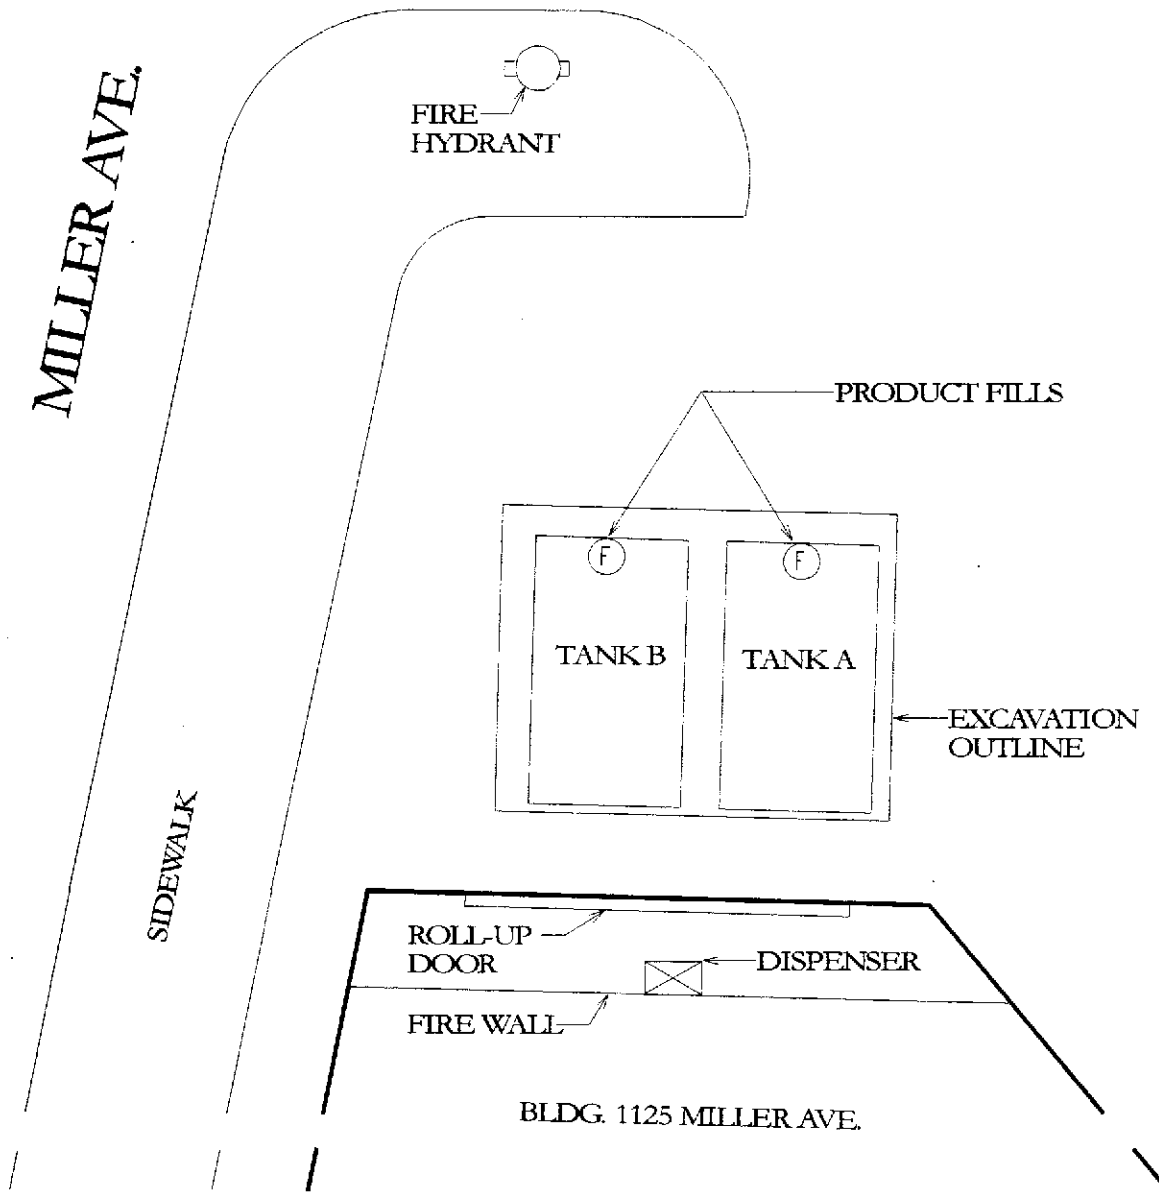 MILLER AVE.
FIRE
HYDRANT
PRODUCT FILLS
F
F
TANK B
TANK A
EXCAVATION
OUTLINE
SIDEWALK
ROLL-UP
DOOR
DISPENSER
FIRE WALL
BLDG. 1125 MILLER AVE.